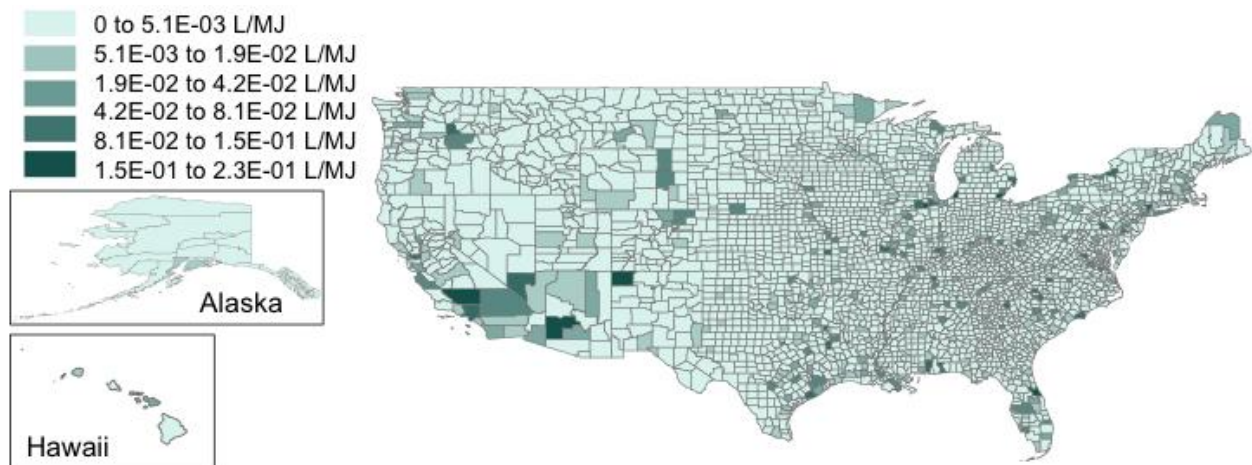 0 to 5.1E-03 L/MJ
5.1E-03 to 1.9E-02 L/MJ
1.9E-02 to 4.2E-02 L/MJ
4.2E-02 to 8.1E-02 L/MJ
8.1E-02 to 1.5E-01 L/MJ
1.5E-01 to 2.3E-01 L/MJ
Alaska
Hawaii